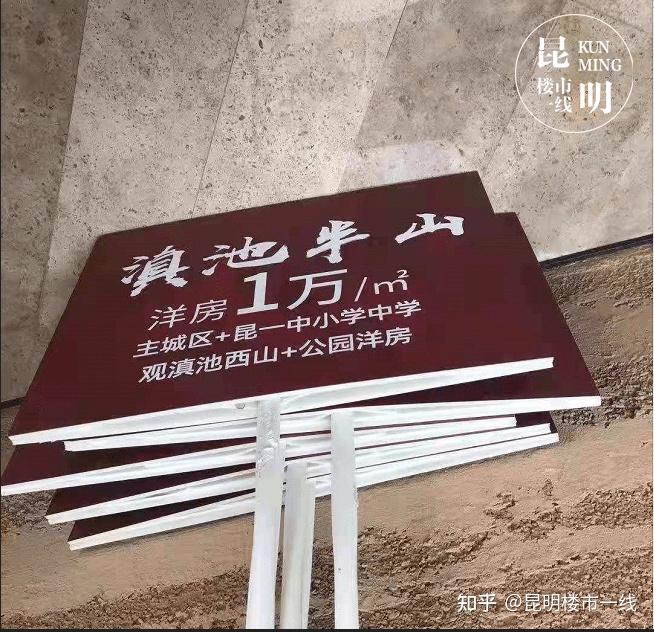 昆明
KUN
MING
楼市
一线
滇池半山
洋房1万/㎡
主城区+昆一中小学中学
观滇池西山+公园洋房
知乎 @昆明楼市一线